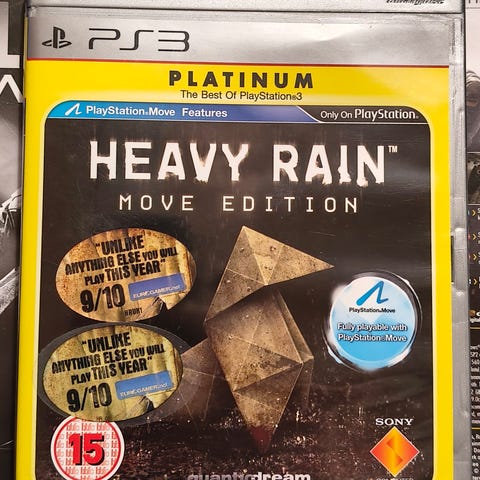 PS3
PLATINUM
The Best Of PlayStation®3
PlayStation®Move Features
Only On PlayStation®
HEAVY RAIN™
MOVE EDITION
"UNLIKE
ANYTHING ELSE YOU WILL
PLAY THIS YEAR"
9/10
EUROGAMER.net
"UNLIKE
ANYTHING ELSE YOU WILL
PLAY THIS YEAR"
9/10
EUROGAMER.net
PlayStation®Move
Fully playable with
PlayStation®Move
15
SONY
quanticdream